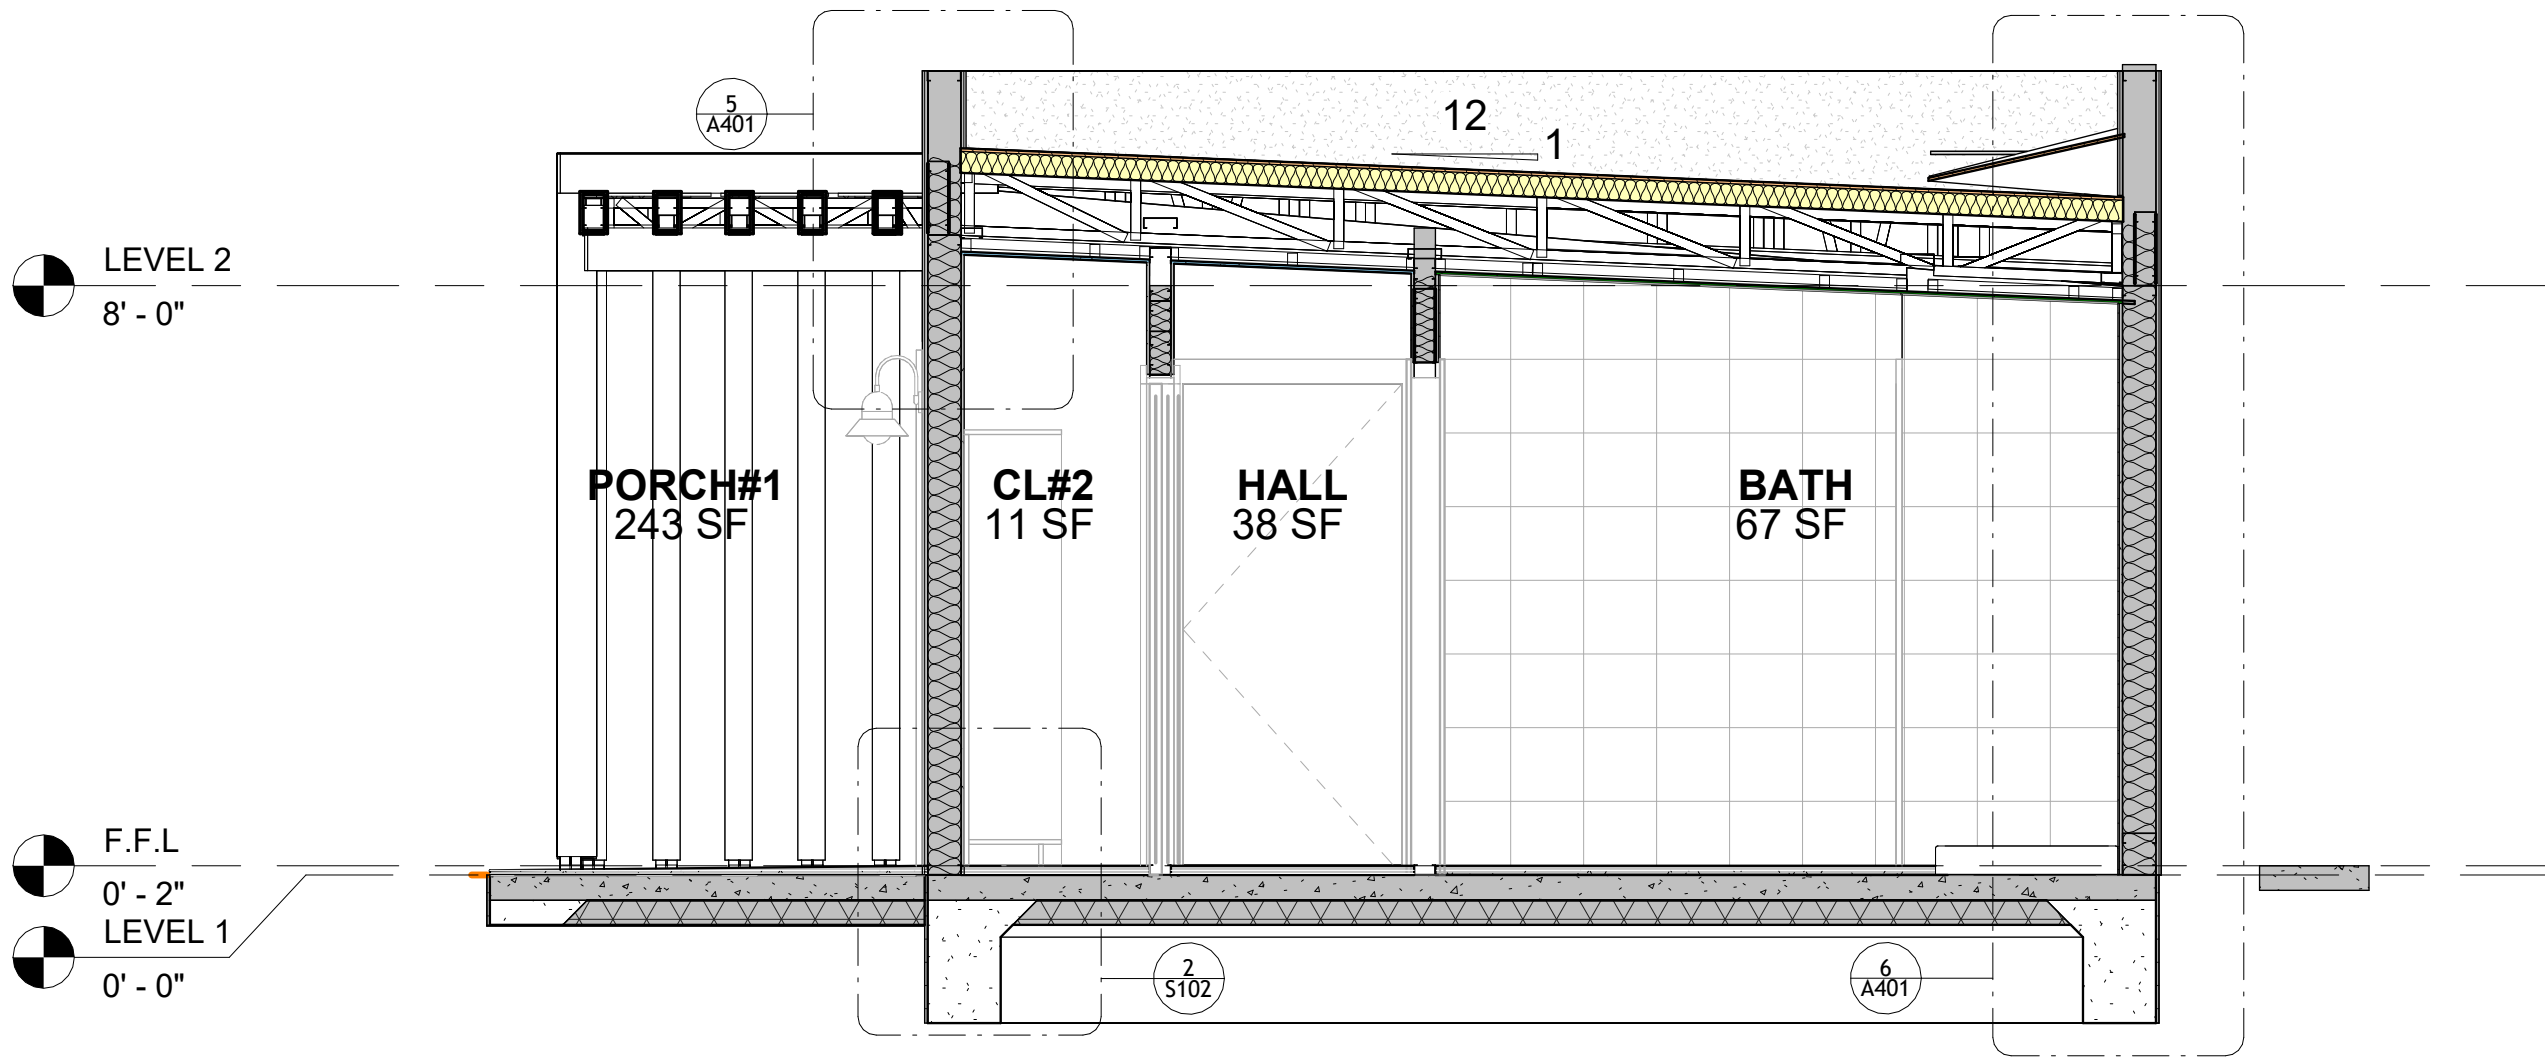 5
A401
12
1
LEVEL 2
8' - 0"
PORCH#1
243 SF
CL#2
11 SF
HALL
38 SF
BATH
67 SF
F.F.L
0' - 2"
LEVEL 1
0' - 0"
2
S102
6
A401